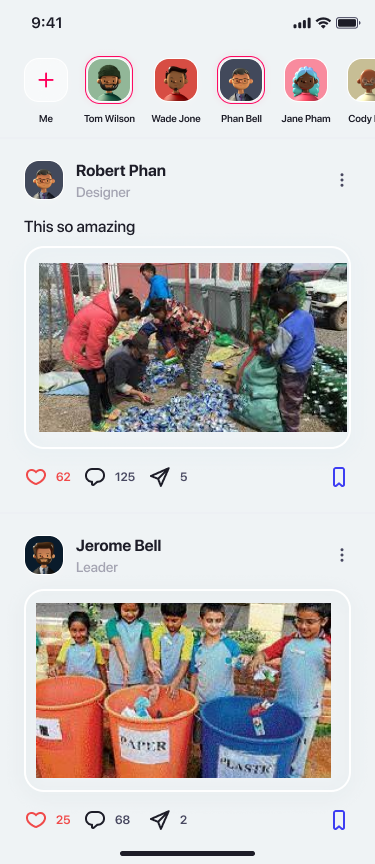 9:41
Me
Tom Wilson
Wade Jone
Phan Bell
Jane Pham
Cody
Robert Phan
Designer
This so amazing
62
125
5
Jerome Bell
Leader
PAPER
PLASTIC
25
68
2